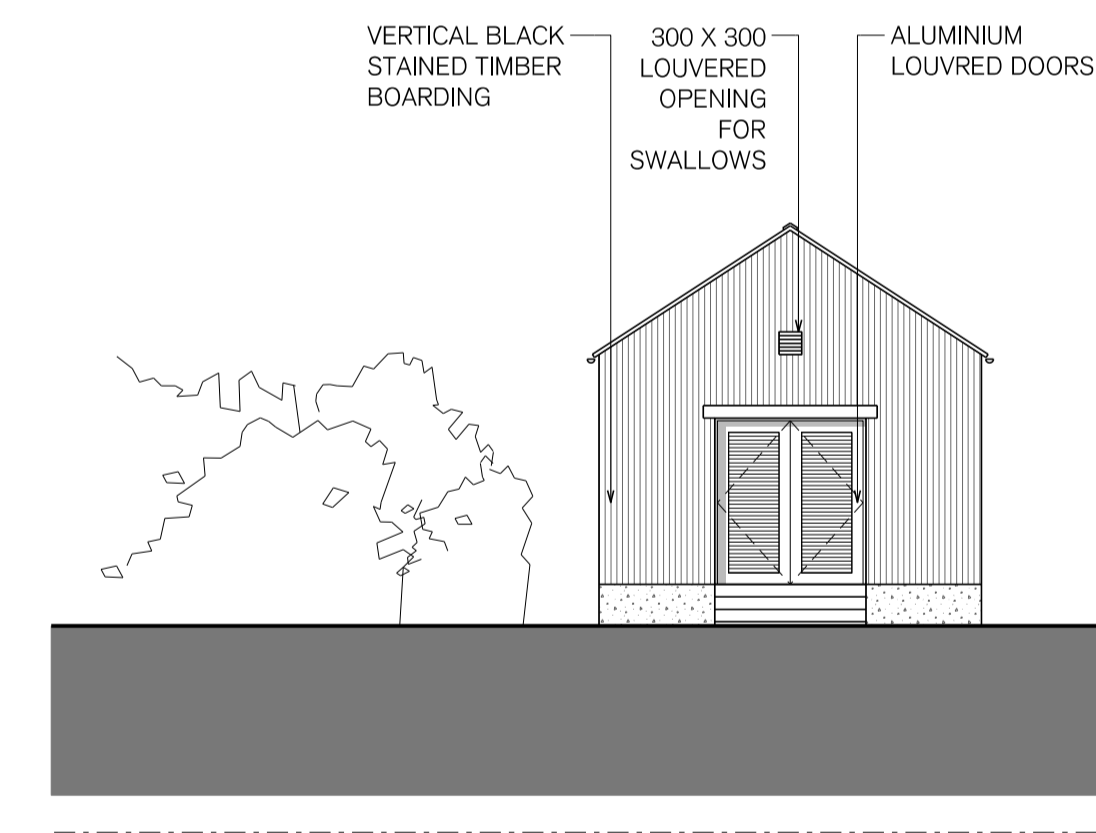 VERTICAL BLACK
STAINED TIMBER
BOARDING
300 X 300
LOUVERED
OPENING
FOR
SWALLOWS
ALUMINIUM
LOUVRED DOORS